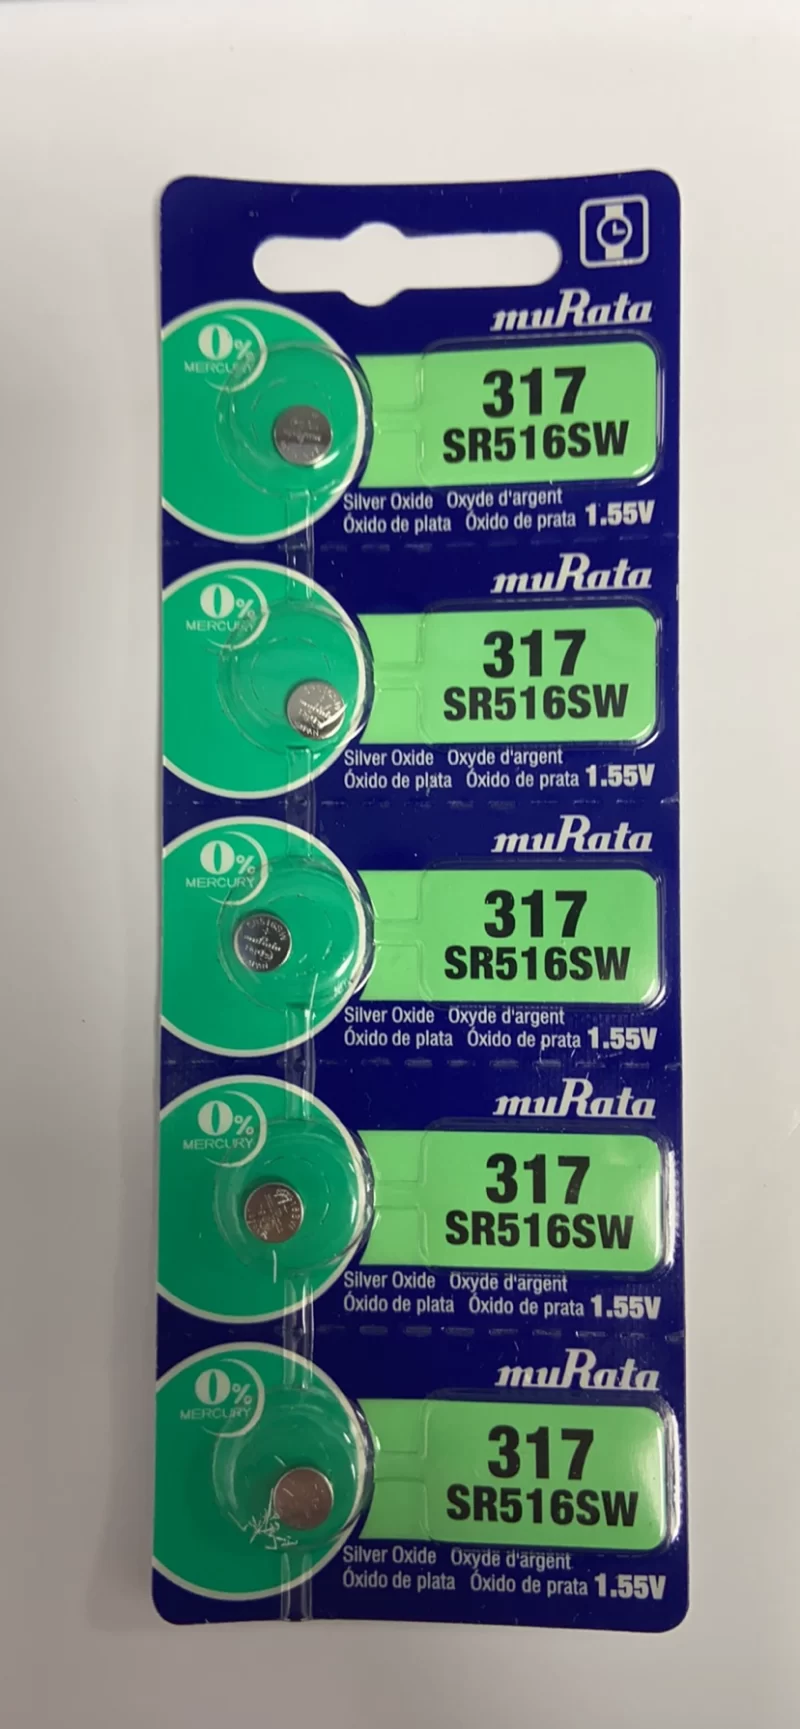 muRata
0%
MERCURY
317
SR516SW
Silver Oxide Oxyde d'argent
Óxido de plata Óxido de prata 1.55V
muRata
0%
MERCURY
317
SR516SW
Silver Oxide Oxyde d'argent
Óxido de plata Óxido de prata 1.55V
muRata
0%
MERCURY
317
SR516SW
Silver Oxide Oxyde d'argent
Óxido de plata Óxido de prata 1.55V
muRata
0%
MERCURY
317
SR516SW
Silver Oxide Oxyde d'argent
Óxido de plata Óxido de prata 1.55V
muRata
0%
MERCURY
317
SR516SW
Silver Oxide Oxyde d'argent
Óxido de plata Óxido de prata 1.55V